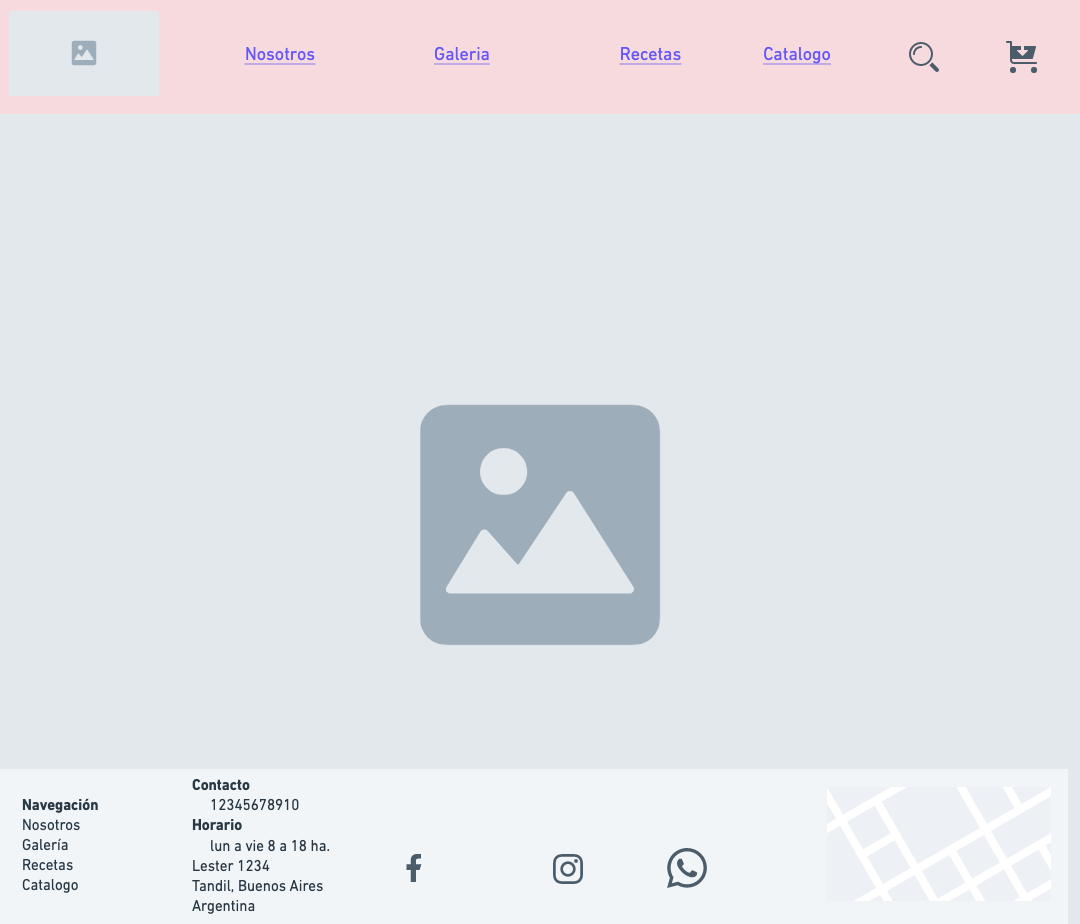 Nosotros
Galeria
Recetas
Catalogo
Navegación
Nosotros
Galería
Recetas
Catalogo
Contacto
12345678910
Horario
lun a vie 8 a 18 ha.
Lester 1234
Tandil, Buenos Aires
Argentina